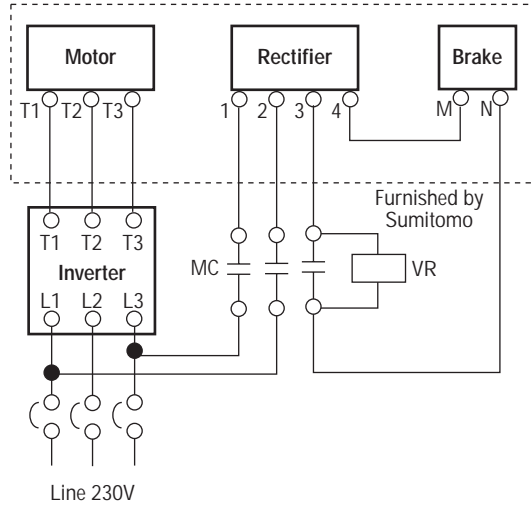 Motor Rectifier Brake
T1 T2 T3 1 2 3 4 M N
Furnished by
Sumitomo
T1 T2 T3
Inverter
MC
VR
L1 L2 L3
Line 230V